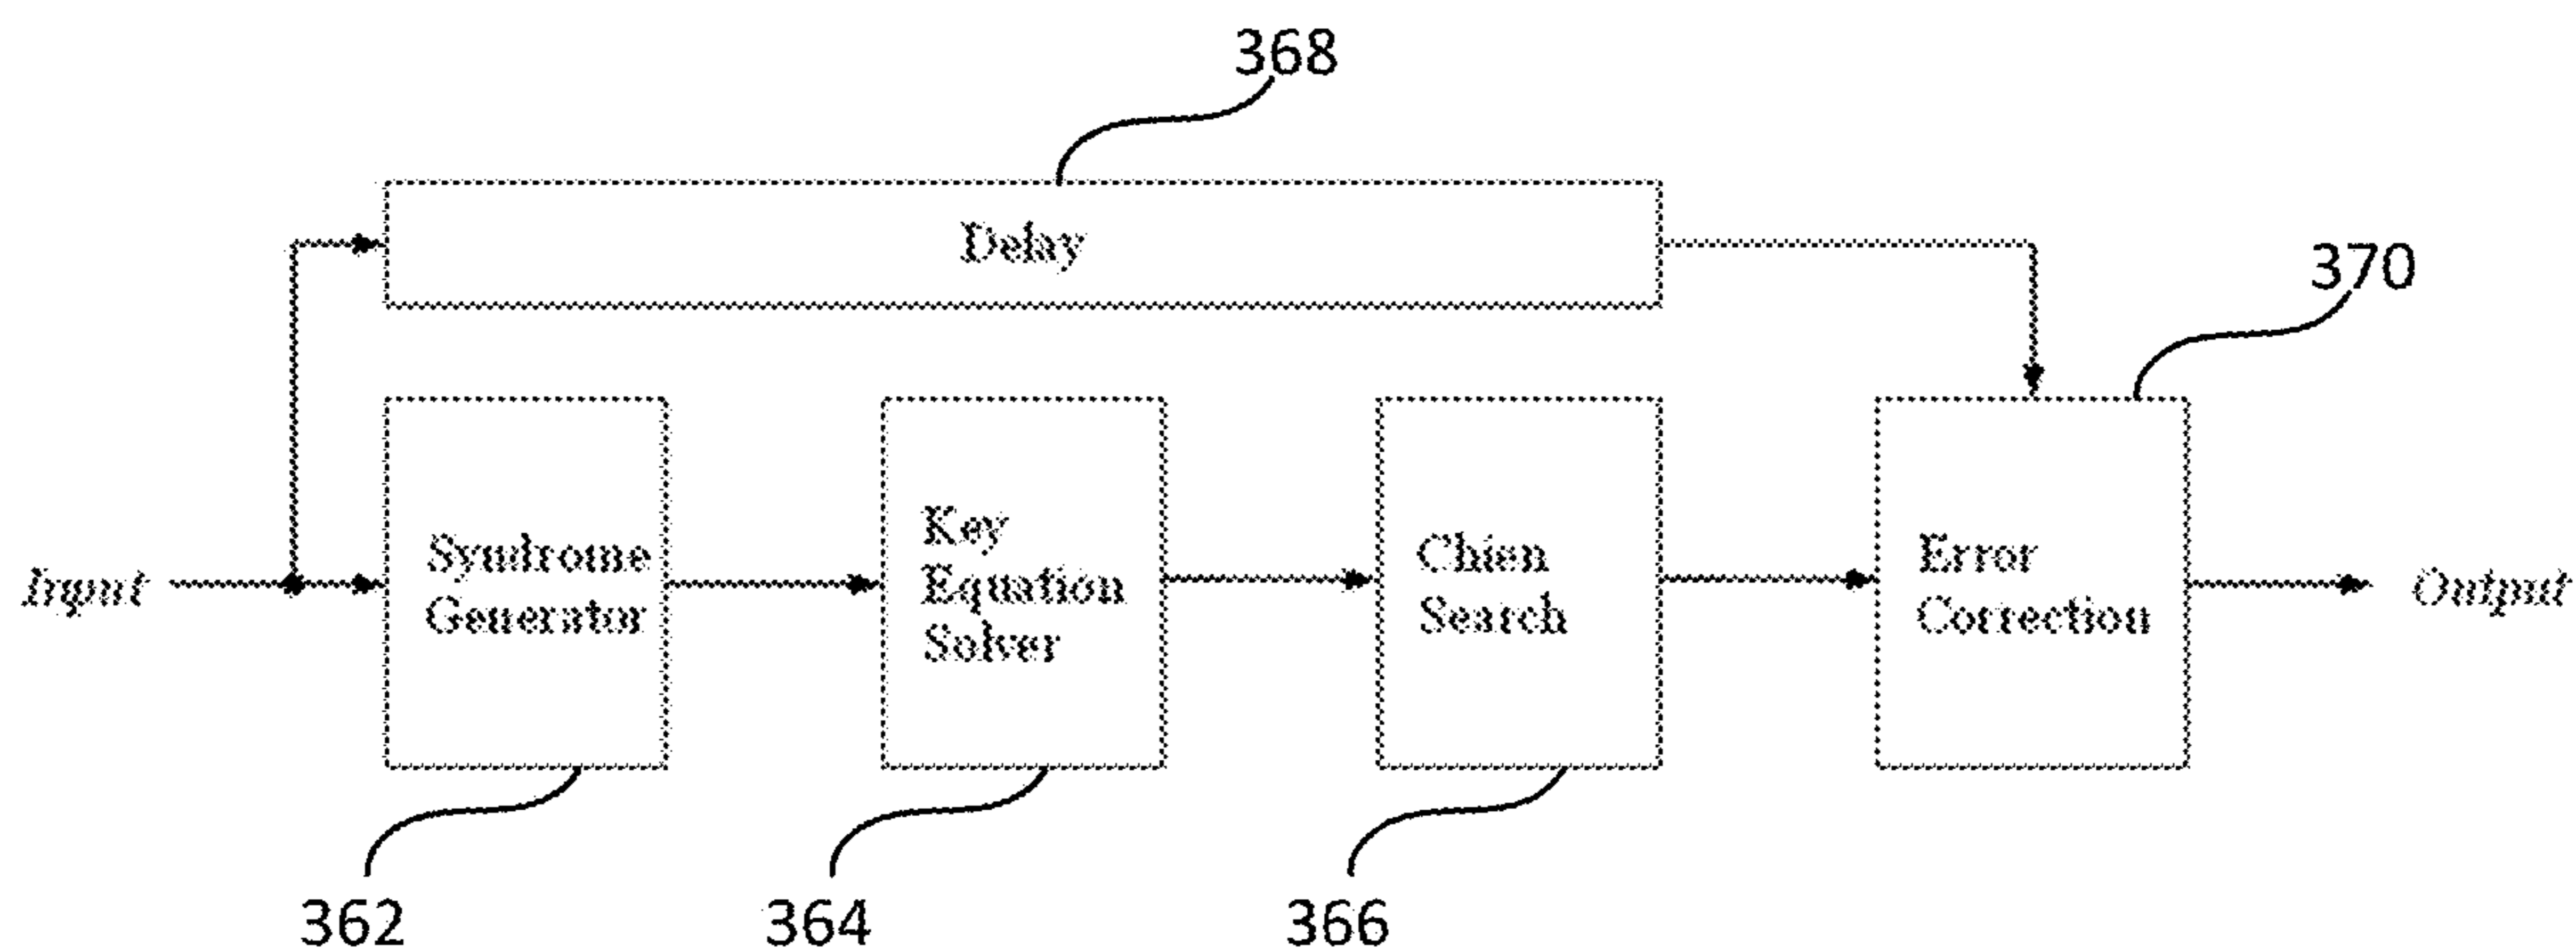 368
Delay
370
Input
Syndrome
Generator
Key
Equation
Solver
Chien
Search
Error
Correction
Output
362
364
366